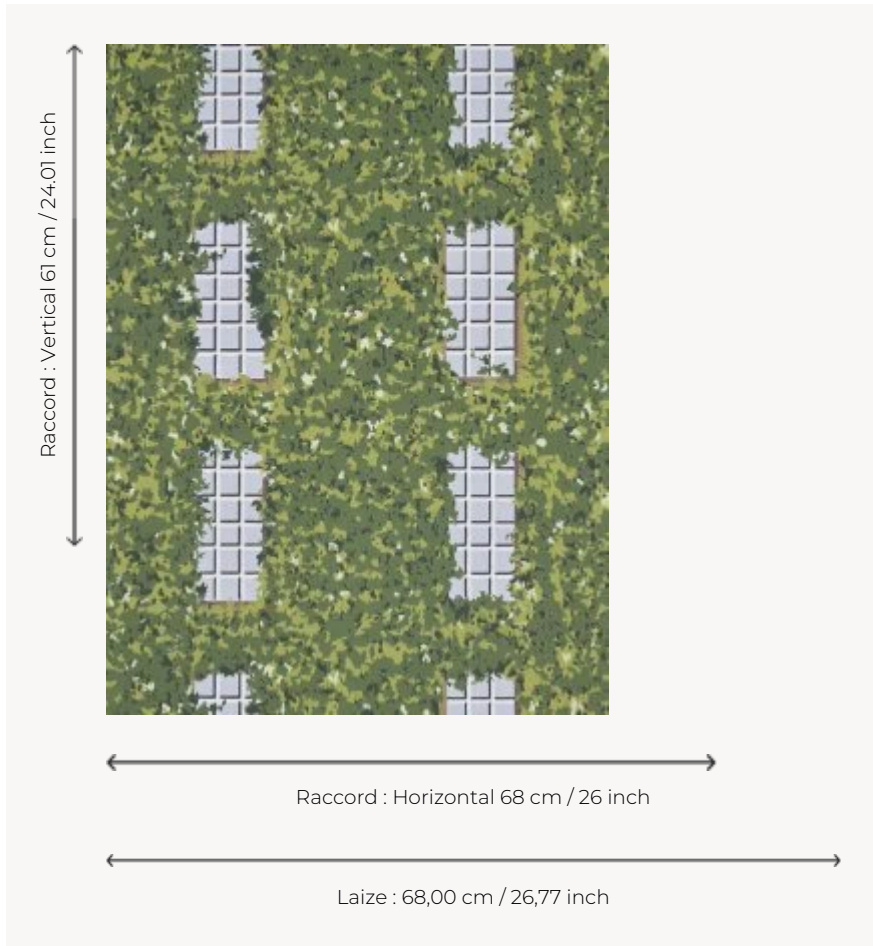 Raccord : Vertical 61 cm / 24.01 inch
Raccord : Horizontal 68 cm / 26 inch
Laize : 68,00 cm / 26,77 inch